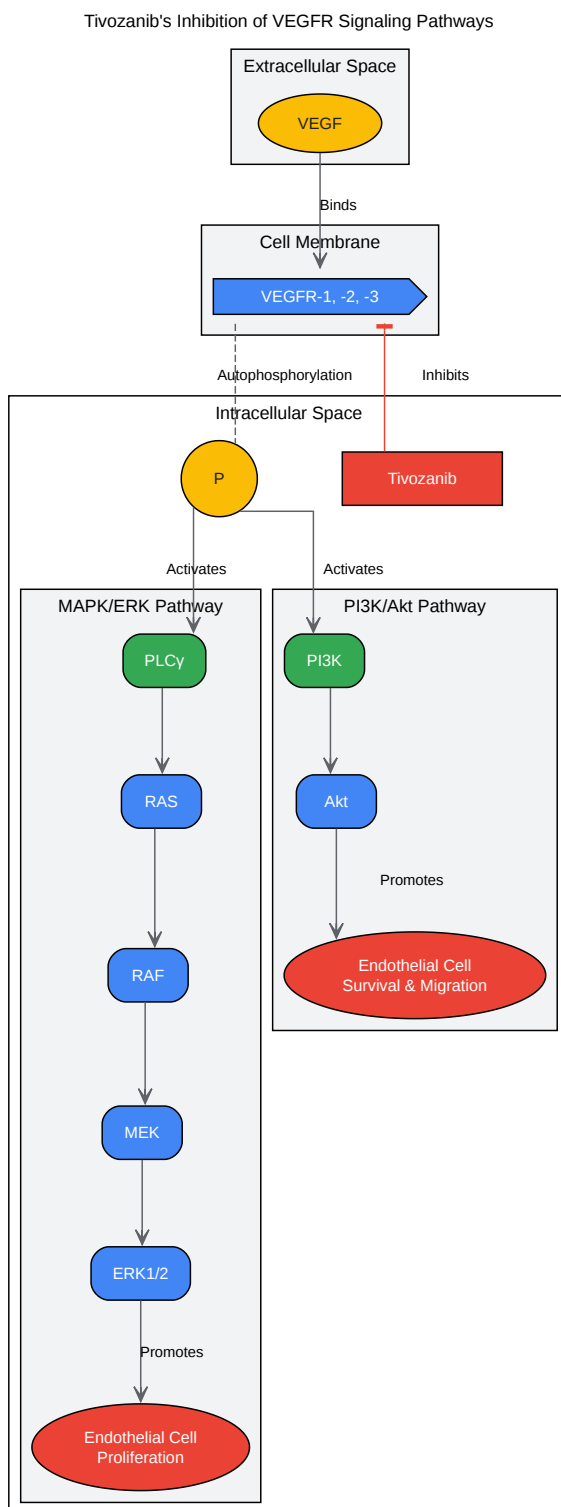 Tivozanib's Inhibition of VEGFR Signaling Pathways
Extracellular Space
VEGF
Binds
Cell Membrane
VEGFR-1, -2, -3
Autophosphorylation
Inhibits
Intracellular Space
P
Tivozanib
Activates
Activates
MAPK/ERK Pathway
PI3K/Akt Pathway
PLCγ
PI3K
RAS
Akt
Promotes
RAF
Endothelial Cell
Survival & Migration
MEK
ERK1/2
Promotes
Endothelial Cell
Proliferation